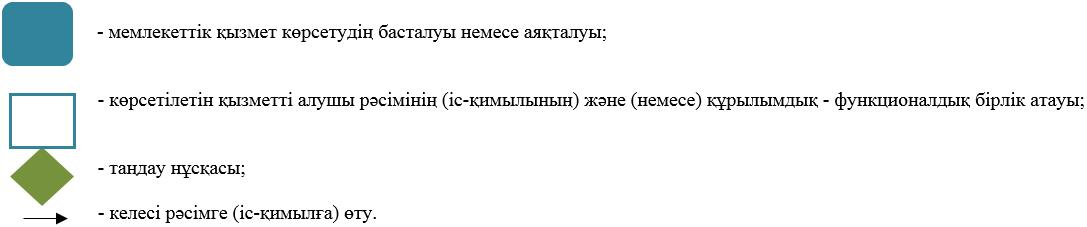 - мемлекеттік қызмет көрсетудің басталуы немесе аяқталуы;
- көрсетілетін қызметті алушы рәсімінің (іс-қимылының) және (немесе) құрылымдық - функционалдық бірлік атауы;
- таңдау нұсқасы;
- келесі рәсімге (іс-қимылға) өту.